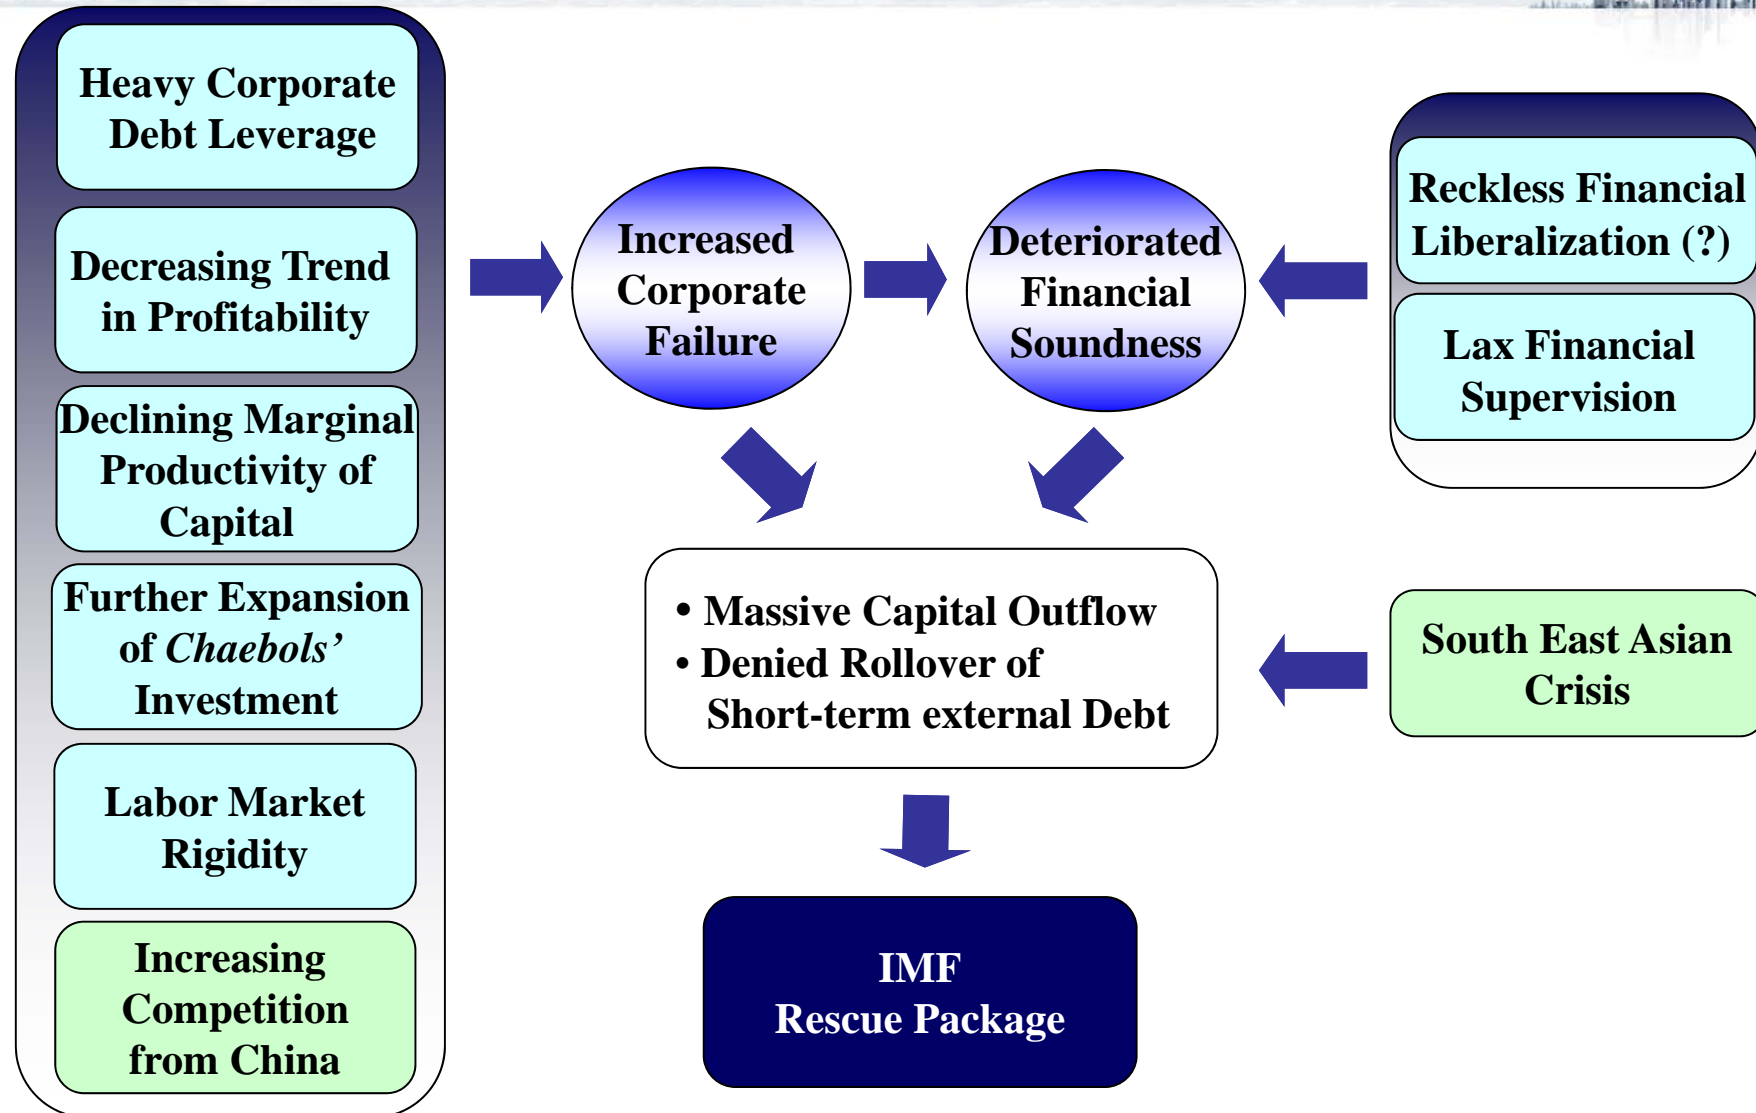 Heavy Corporate
Debt Leverage
Decreasing Trend
in Profitability
Declining Marginal
Productivity of
Capital
Further Expansion
of Chaebols’
Investment
Labor Market
Rigidity
Increasing
Competition
from China
Increased
Corporate
Failure
Deteriorated
Financial
Soundness
Reckless Financial
Liberalization (?)
Lax Financial
Supervision
• Massive Capital Outflow
• Denied Rollover of
Short-term external Debt
South East Asian
Crisis
IMF
Rescue Package